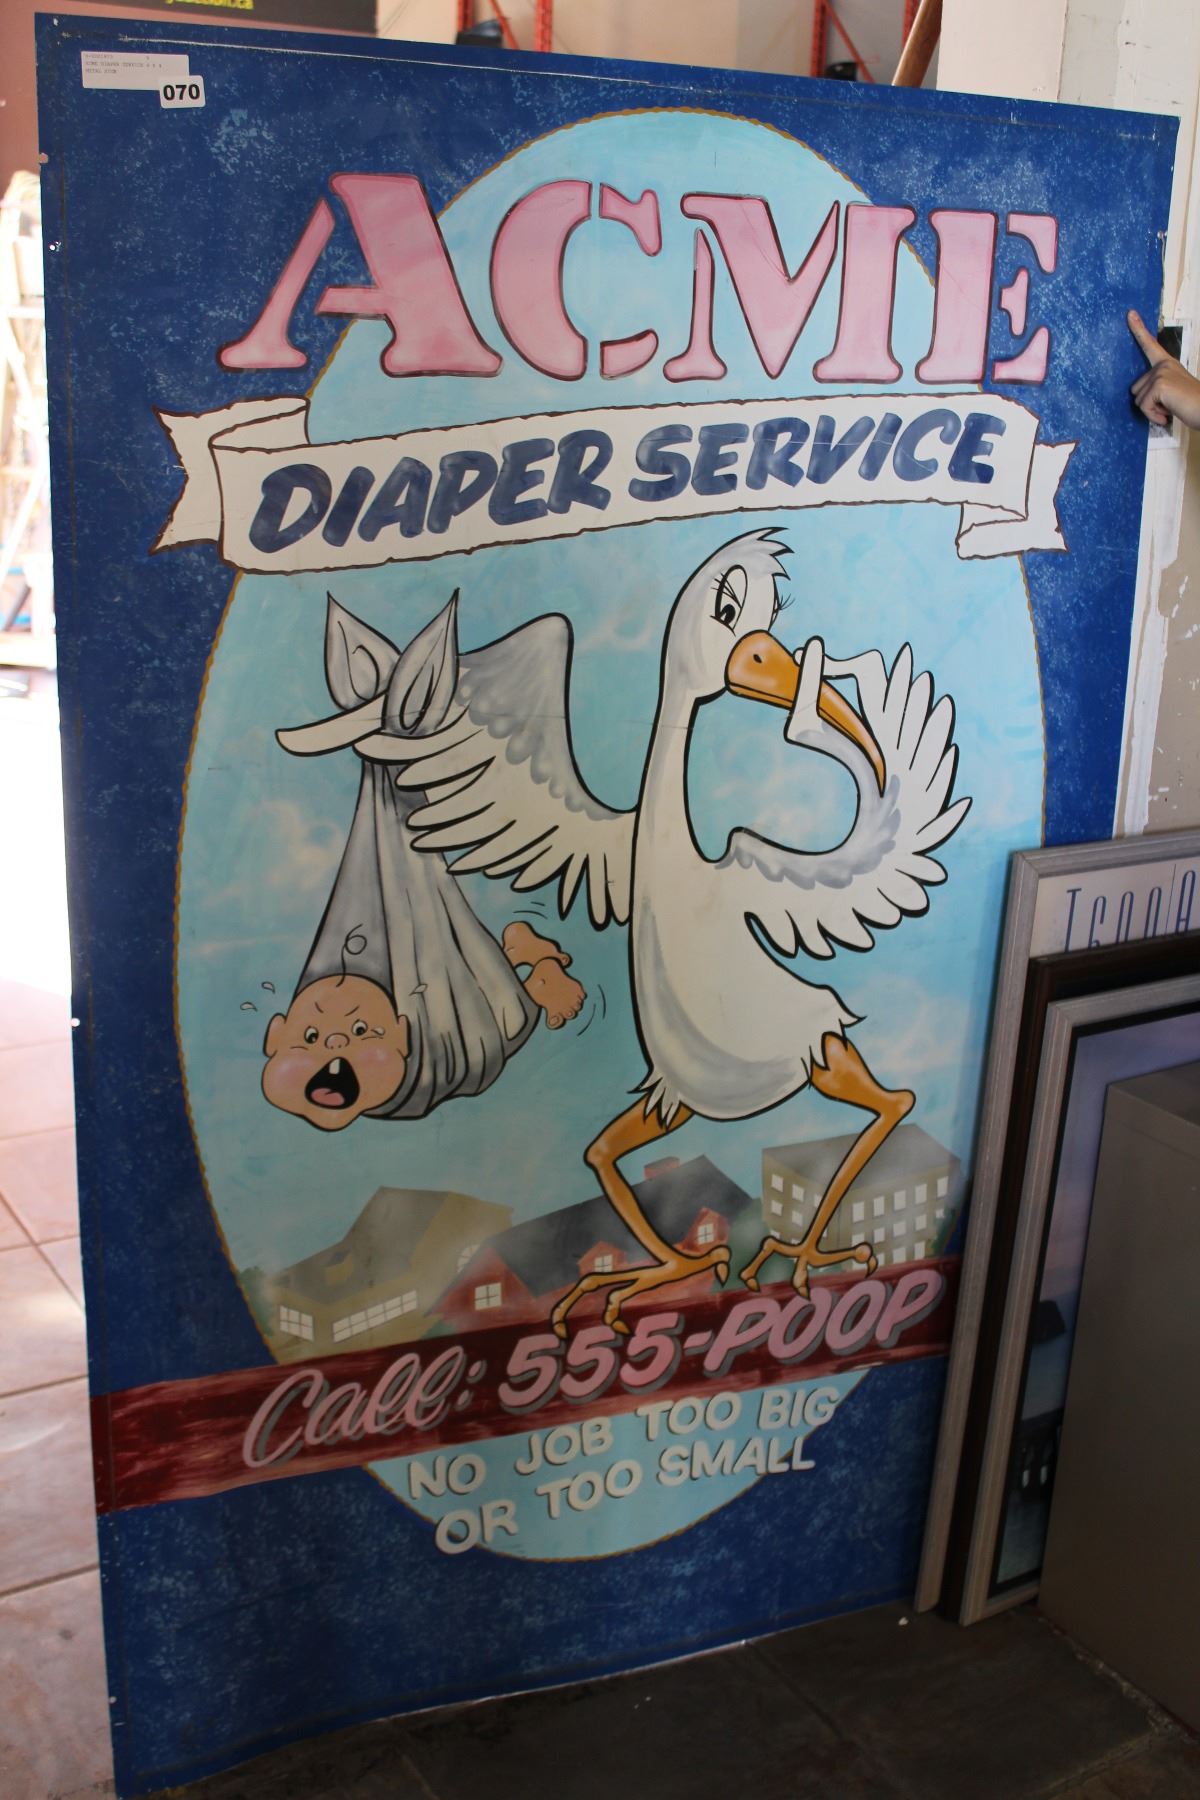 070
ACME
DIAPER SERVICE
Call: 555-POOP
NO JOB TOO BIG
OR TOO SMALL